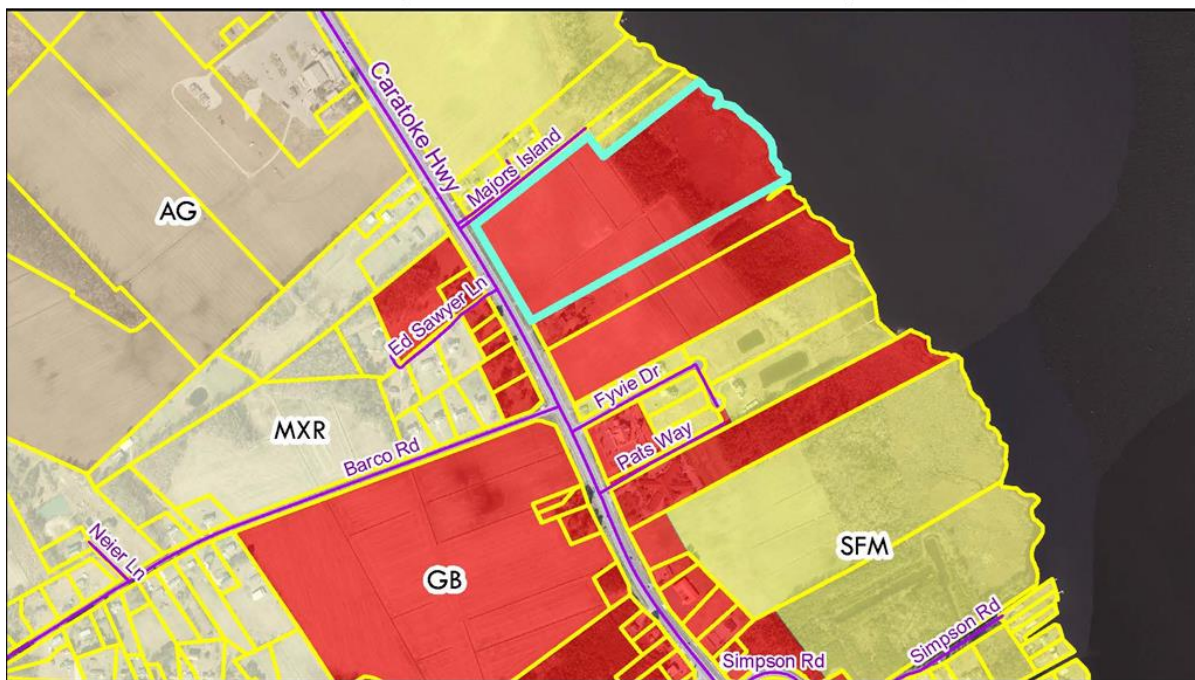 Caratoke Hwy
Majors Island
AG
Ed Sawyer Ln
Fyvie Dr
MXR
Barco Rd
Pats Way
Neier Ln
SFM
GB
Simpson Rd
Simpson Rd